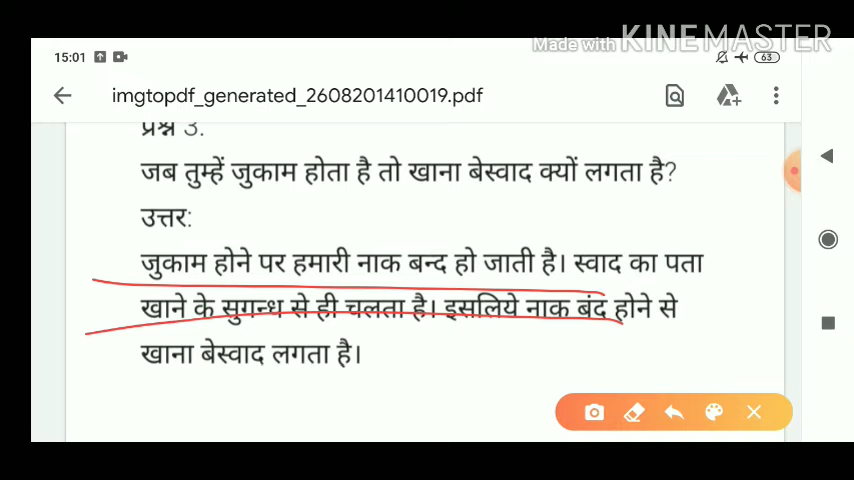 Made with KINEMASTER
15:01
63
imgtopdf_generated_2608201410019.pdf
प्रश्न 3.
जब तुम्हें जुकाम होता है तो खाना बेस्वाद क्यों लगता है?
उत्तर:
जुकाम होने पर हमारी नाक बन्द हो जाती है। स्वाद का पता
खाने के सुगन्ध से ही चलता है। इसलिये नाक बंद होने से
खाना बेस्वाद लगता है।